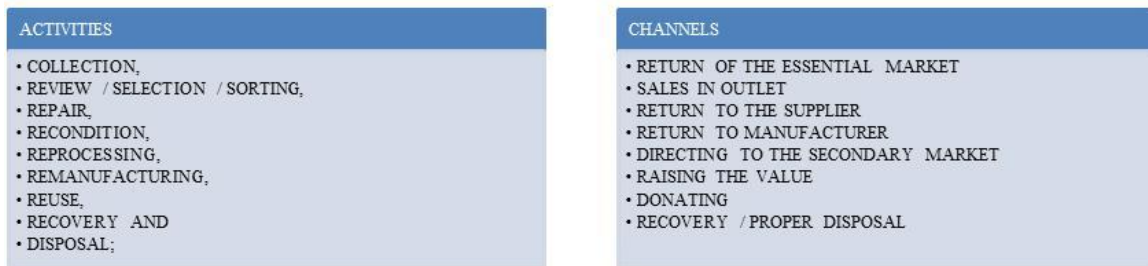 ACTIVITIES
• COLLECTION,
• REVIEW / SELECTION / SORTING,
• REPAIR,
• RECONDITION,
• REPROCESSING,
• REMANUFACTURING,
• REUSE,
• RECOVERY AND
• DISPOSAL;
CHANNELS
• RETURN OF THE ESSENTIAL MARKET
• SALES IN OUTLET
• RETURN TO THE SUPPLIER
• RETURN TO MANUFACTURER
• DIRECTING TO THE SECONDARY MARKET
• RAISING THE VALUE
• DONATING
• RECOVERY / PROPER DISPOSAL